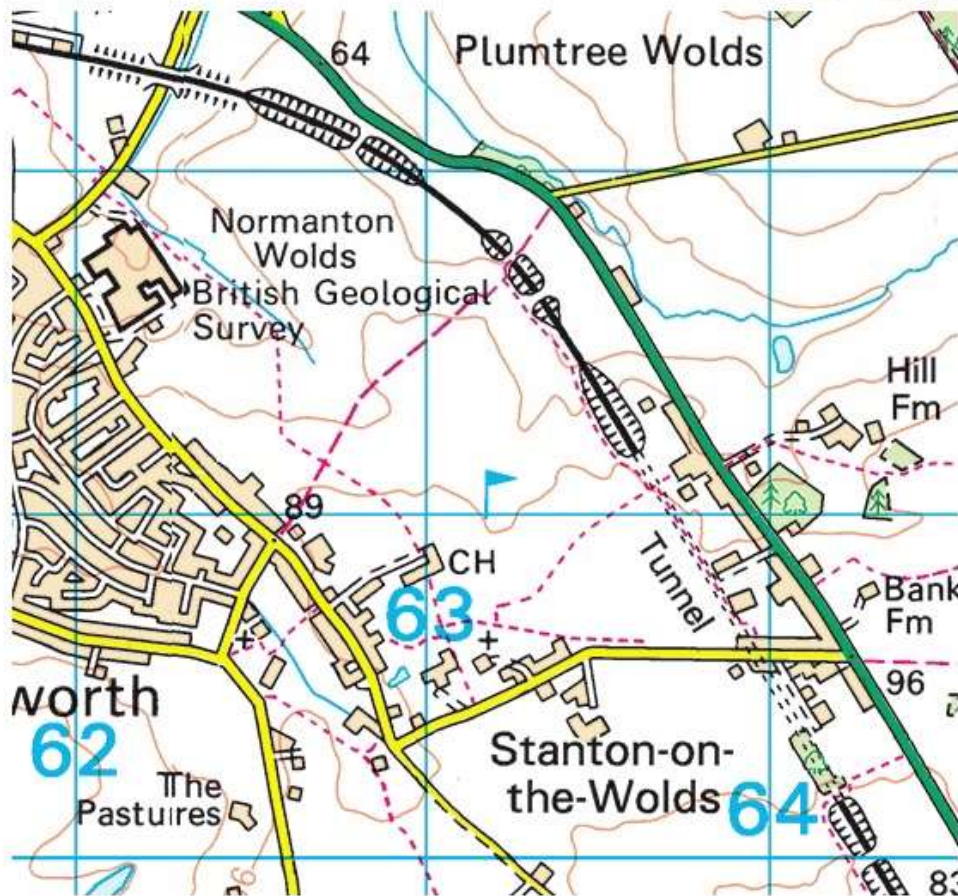 64
Plumtree Wolds
Normanton
Wolds
British Geological
Survey
Hill
Fm
89
CH
63
Tunnel
Bank
Fm
worth
62
96
Stanton-on-
the-Wolds
64
The
Pastures
83